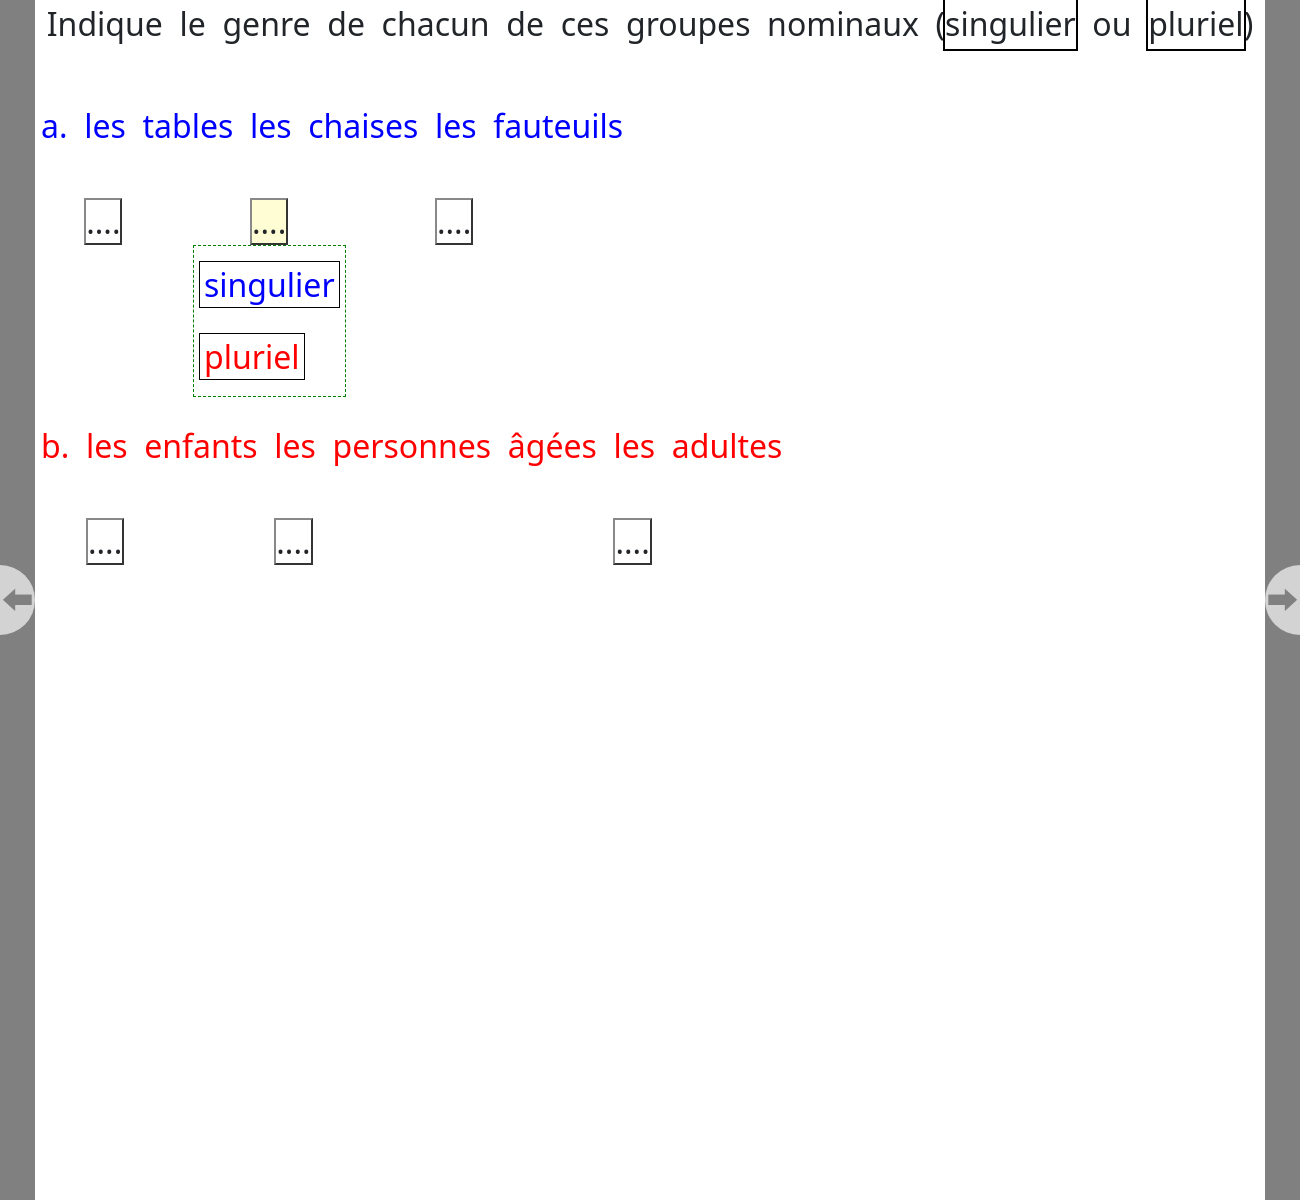 Indique le genre de chacun de ces groupes nominaux (singulier ou pluriel)
a. les tables les chaises les fauteuils
.... .... ....
singulier
pluriel
b. les enfants les personnes âgées les adultes
.... .... ....